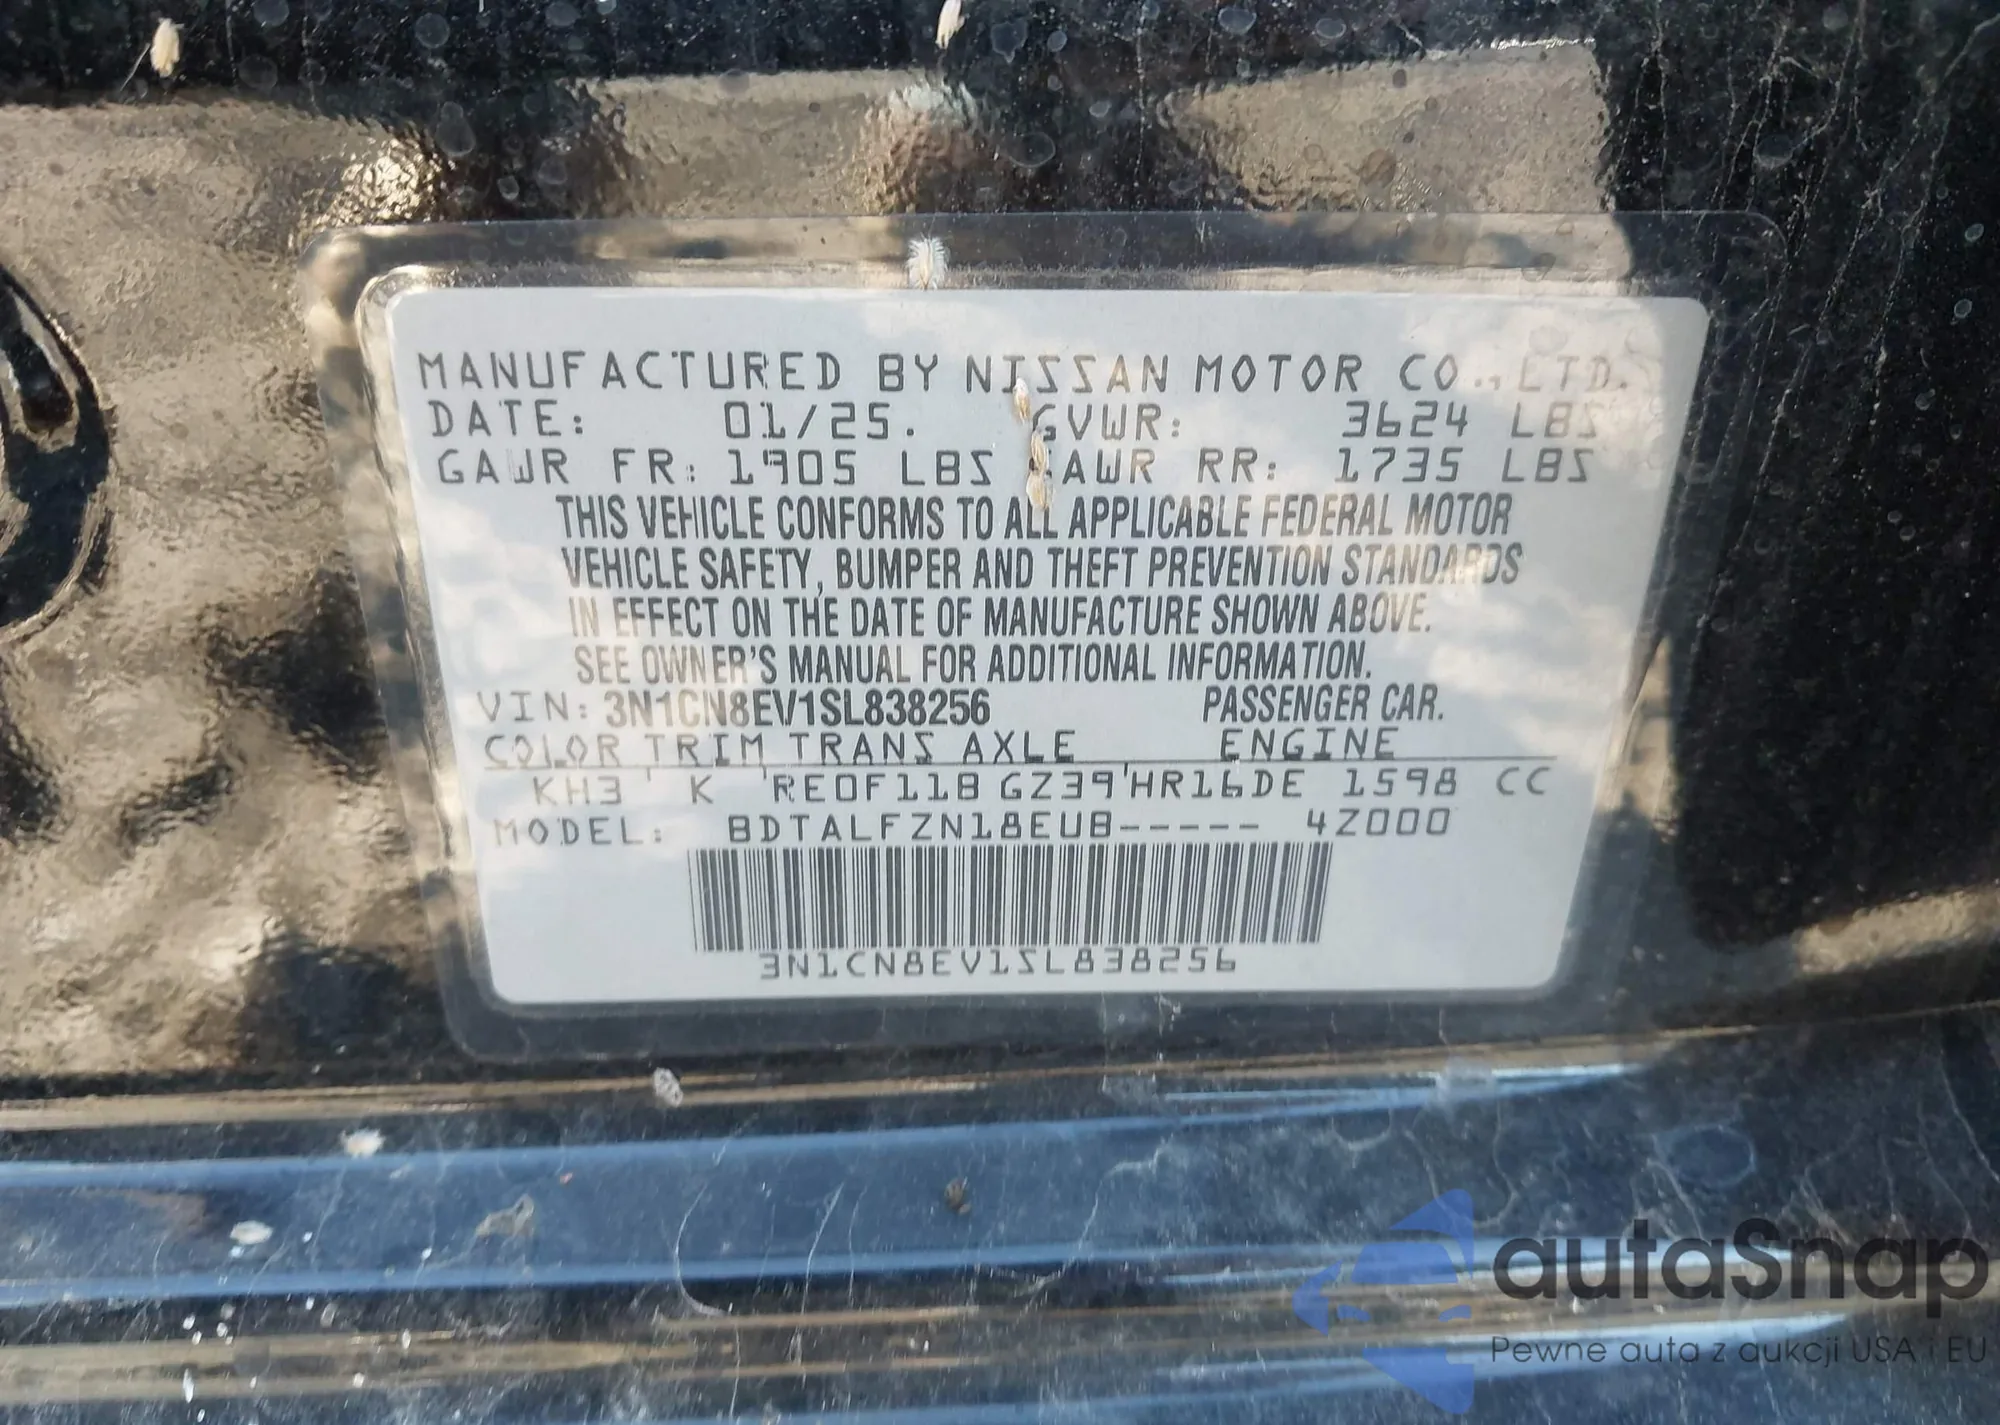 MANUFACTURED BY NISSAN MOTOR CO., LTD.
DATE: 01/25. GVWR: 3624 LBS
GAWR FR: 1905 LBS GAWR RR: 1735 LBS
THIS VEHICLE CONFORMS TO ALL APPLICABLE FEDERAL MOTOR
VEHICLE SAFETY, BUMPER AND THEFT PREVENTION STANDARDS
IN EFFECT ON THE DATE OF MANUFACTURE SHOWN ABOVE.
SEE OWNER'S MANUAL FOR ADDITIONAL INFORMATION.
VIN: 3N1CN8EV1SL838256 PASSENGER CAR.
COLOR TRIM TRANS AXLE ENGINE
KH3 ' K 'RE0F11B GZ39'HR16DE 1598 CC
MODEL: BDTALFZN18EUB----- 4Z000
3N1CN8EV1SL838256
autaSnap
Pewne auta z aukcji USA i EU